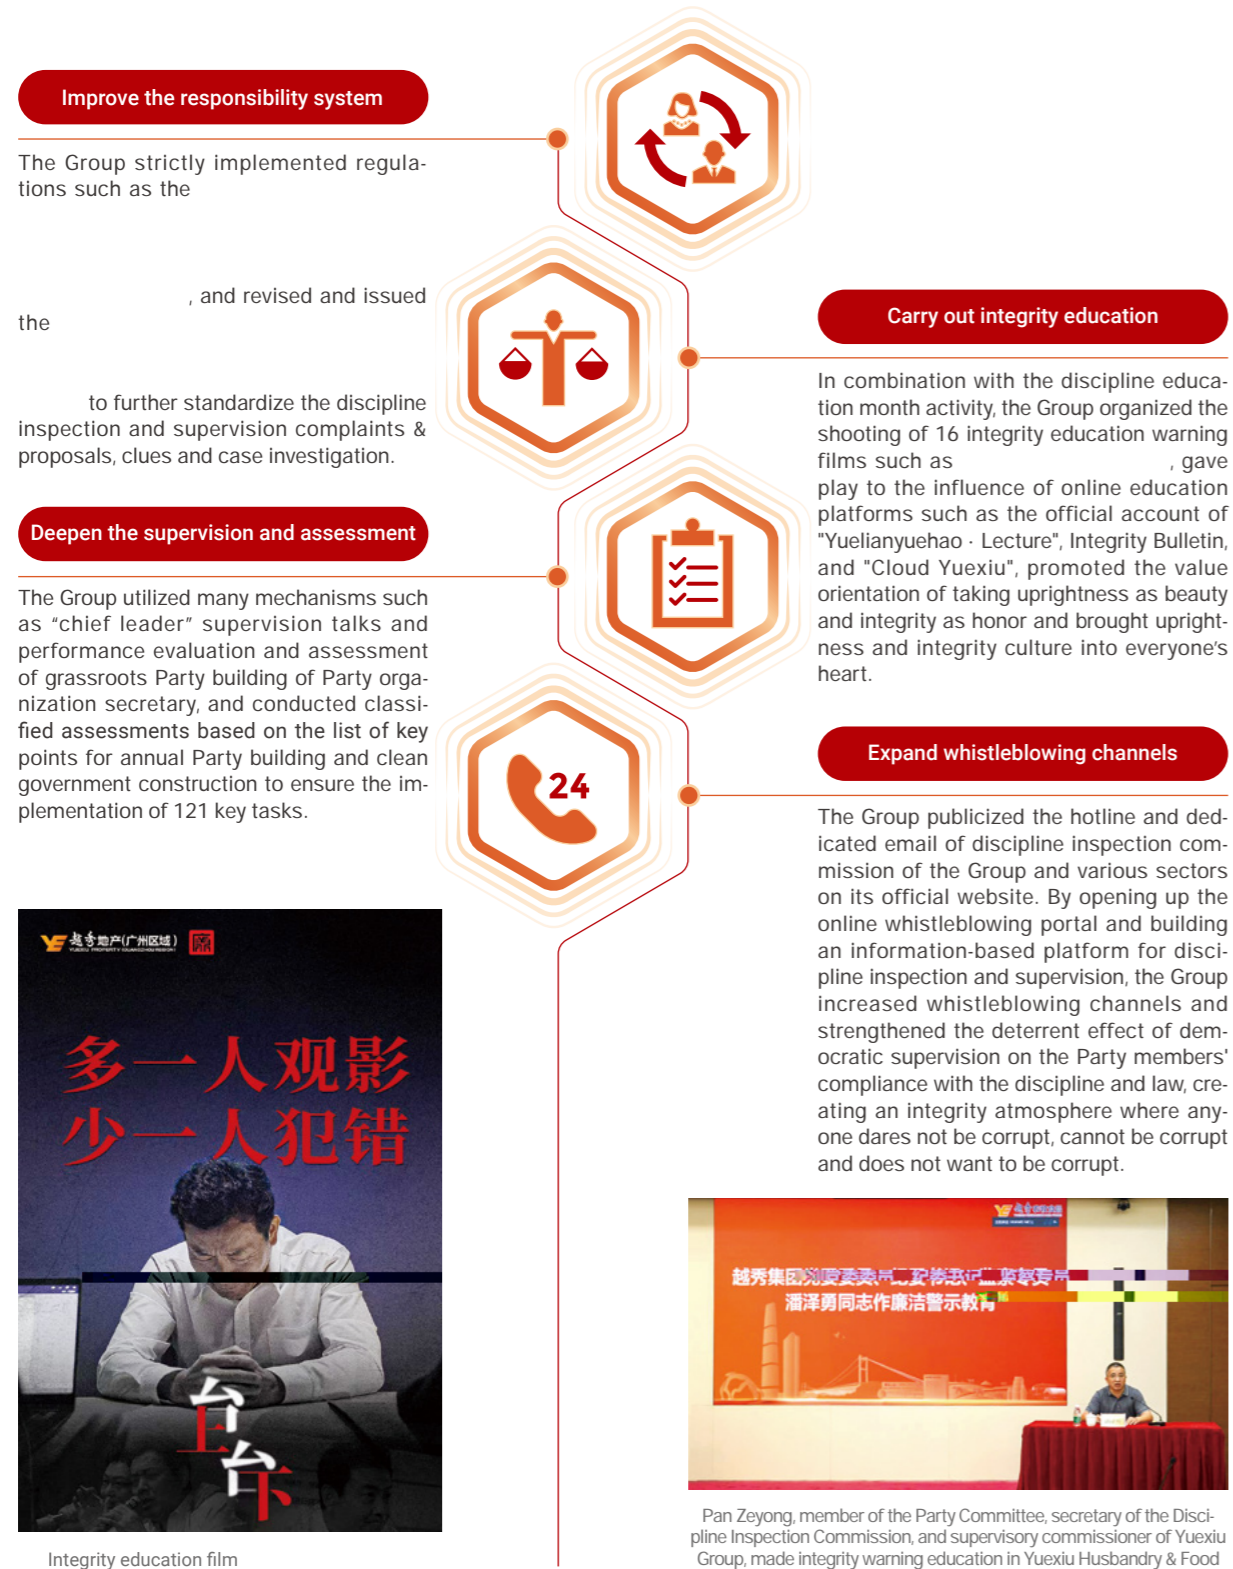 Improve the responsibility system
The Group strictly implemented regula-
tions such as the
, and revised and issued
the
to further standardize the discipline
inspection and supervision complaints &
proposals, clues and case investigation.
Carry out integrity education
In combination with the discipline educa-
tion month activity, the Group organized the
shooting of 16 integrity education warning
films such as , gave
play to the influence of online education
platforms such as the official account of
"Yuelianyuehao · Lecture", Integrity Bulletin,
and "Cloud Yuexiu", promoted the value
orientation of taking uprightness as beauty
and integrity as honor and brought upright-
ness and integrity culture into everyone's
heart.
Deepen the supervision and assessment
The Group utilized many mechanisms such
as “chief leader” supervision talks and
performance evaluation and assessment
of grassroots Party building of Party orga-
nization secretary, and conducted classi-
fied assessments based on the list of key
points for annual Party building and clean
government construction to ensure the im-
plementation of 121 key tasks.
24
Expand whistleblowing channels
The Group publicized the hotline and ded-
icated email of discipline inspection com-
mission of the Group and various sectors
on its official website. By opening up the
online whistleblowing portal and building
an information-based platform for disci-
pline inspection and supervision, the Group
increased whistleblowing channels and
strengthened the deterrent effect of dem-
ocratic supervision on the Party members'
compliance with the discipline and law, cre-
ating an integrity atmosphere where any-
one dares not be corrupt, cannot be corrupt
and does not want to be corrupt.
越秀地产(广州区域)
YUEXIU PROPERTY (GUANGZHOU REGION)
多一人观影
少一人犯错
台上
台下
Integrity education film
越秀集团
潘泽勇同志作廉洁警示教育
Pan Zeyong, member of the Party Committee, secretary of the Disci-
pline Inspection Commission, and supervisory commissioner of Yuexiu
Group, made integrity warning education in Yuexiu Husbandry & Food